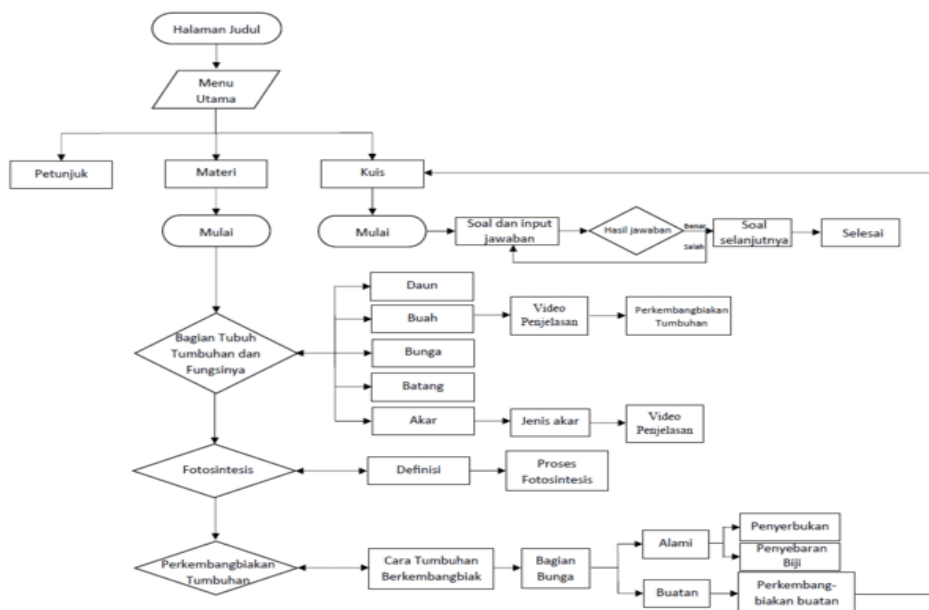 Halaman Judul
Menu
Utama
Petunjuk
Materi
Kuis
Mulai
Mulai
Soal dan input
jawaban
Hasil jawaban
Benar
Salah
Soal
selanjutnya
Selesai
Bagian Tubuh
Tumbuhan dan
Fungsinya
Daun
Buah
Video
Penjelasan
Perkembangbiakan
Tumbuhan
Bunga
Batang
Akar
Jenis akar
Video
Penjelasan
Fotosintesis
Definisi
Proses
Fotosintesis
Perkembangbiakan
Tumbuhan
Cara Tumbuhan
Berkembangbiak
Bagian
Bunga
Alami
Penyerbukan
Penyebaran
Biji
Buatan
Perkembang-
biakan buatan